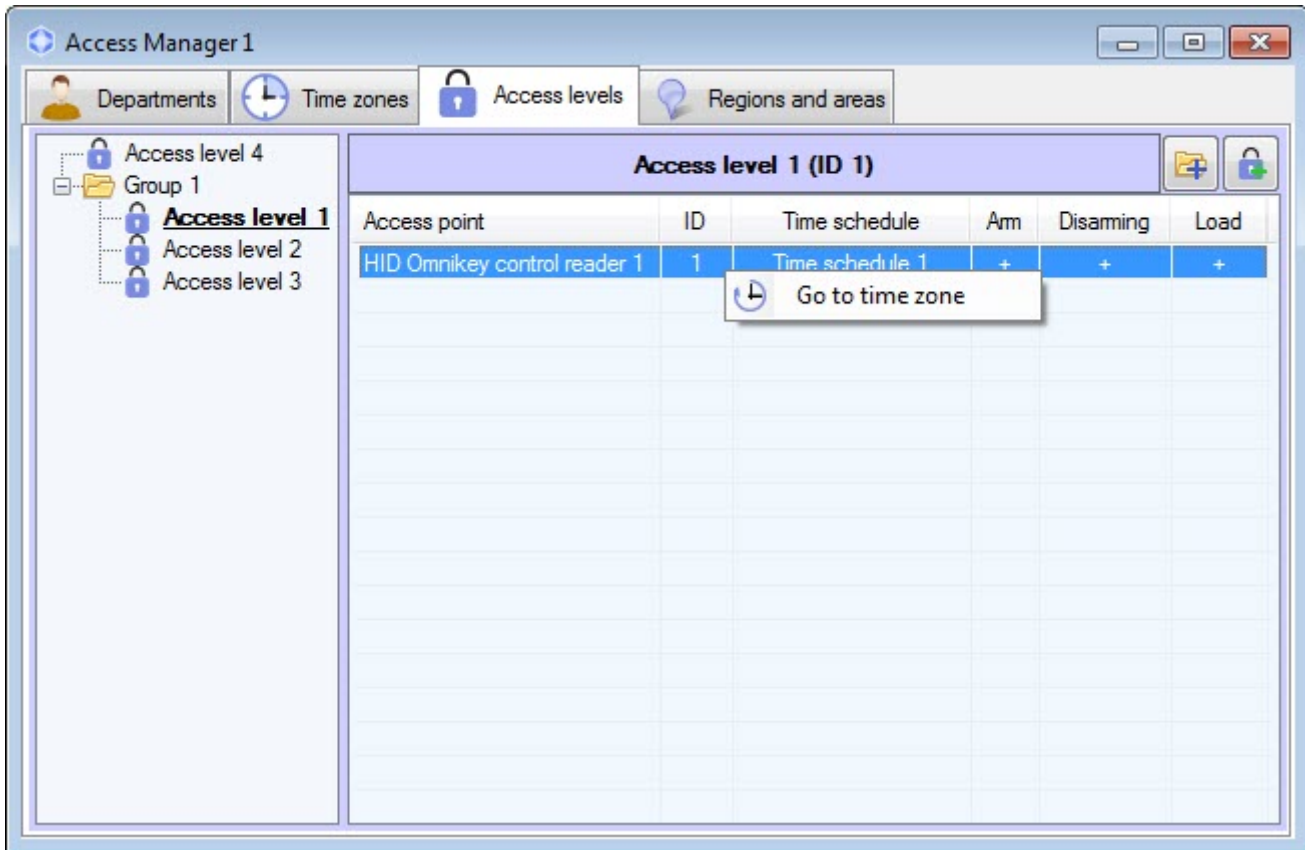 Access Manager 1
Departments Time zones Access levels Regions and areas
Access level 4
Group 1
Access level 1
Access level 2
Access level 3
Access level 1 (ID 1)
Access point ID Time schedule Arm Disarming Load
HID Omnikey control reader 1 1 Time schedule 1 + + +
Go to time zone